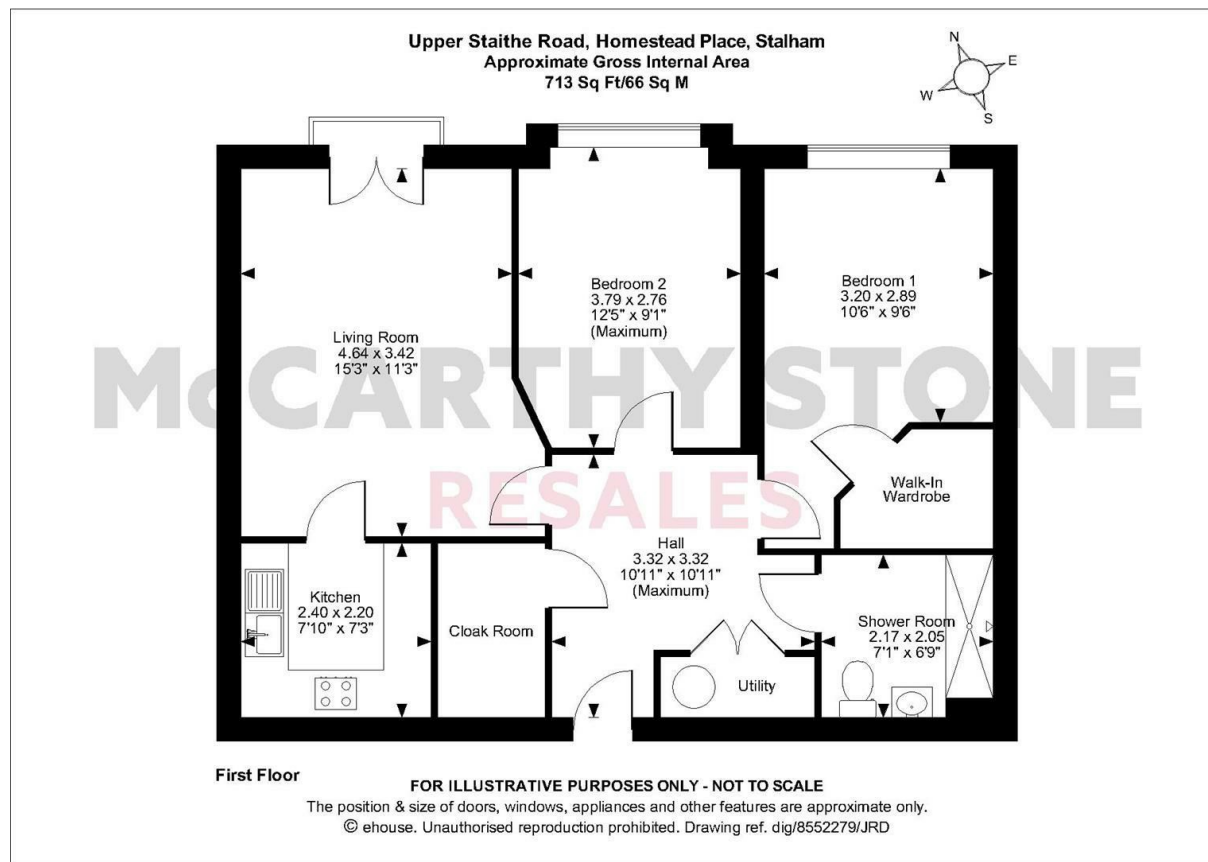 Upper Staithe Road, Homestead Place, Stalham
Approximate Gross Internal Area
713 Sq Ft/66 Sq M
N
E
W
S
Bedroom 2
3.79 x 2.76
12'5" x 9'1"
(Maximum)
Bedroom 1
3.20 x 2.89
10'6" x 9'6"
Living Room
4.64 x 3.42
15'3" x 11'3"
McCARTHY STONE
RESALES
Walk-In
Wardrobe
Hall
3.32 x 3.32
10'11" x 10'11"
(Maximum)
Kitchen
2.40 x 2.20
7'10" x 7'3"
Cloak Room
Shower Room
2.17 x 2.05
7'1" x 6'9"
Utility
First Floor
FOR ILLUSTRATIVE PURPOSES ONLY - NOT TO SCALE
The position & size of doors, windows, appliances and other features are approximate only.
© ehouse. Unauthorised reproduction prohibited. Drawing ref. dig/8552279/JRD